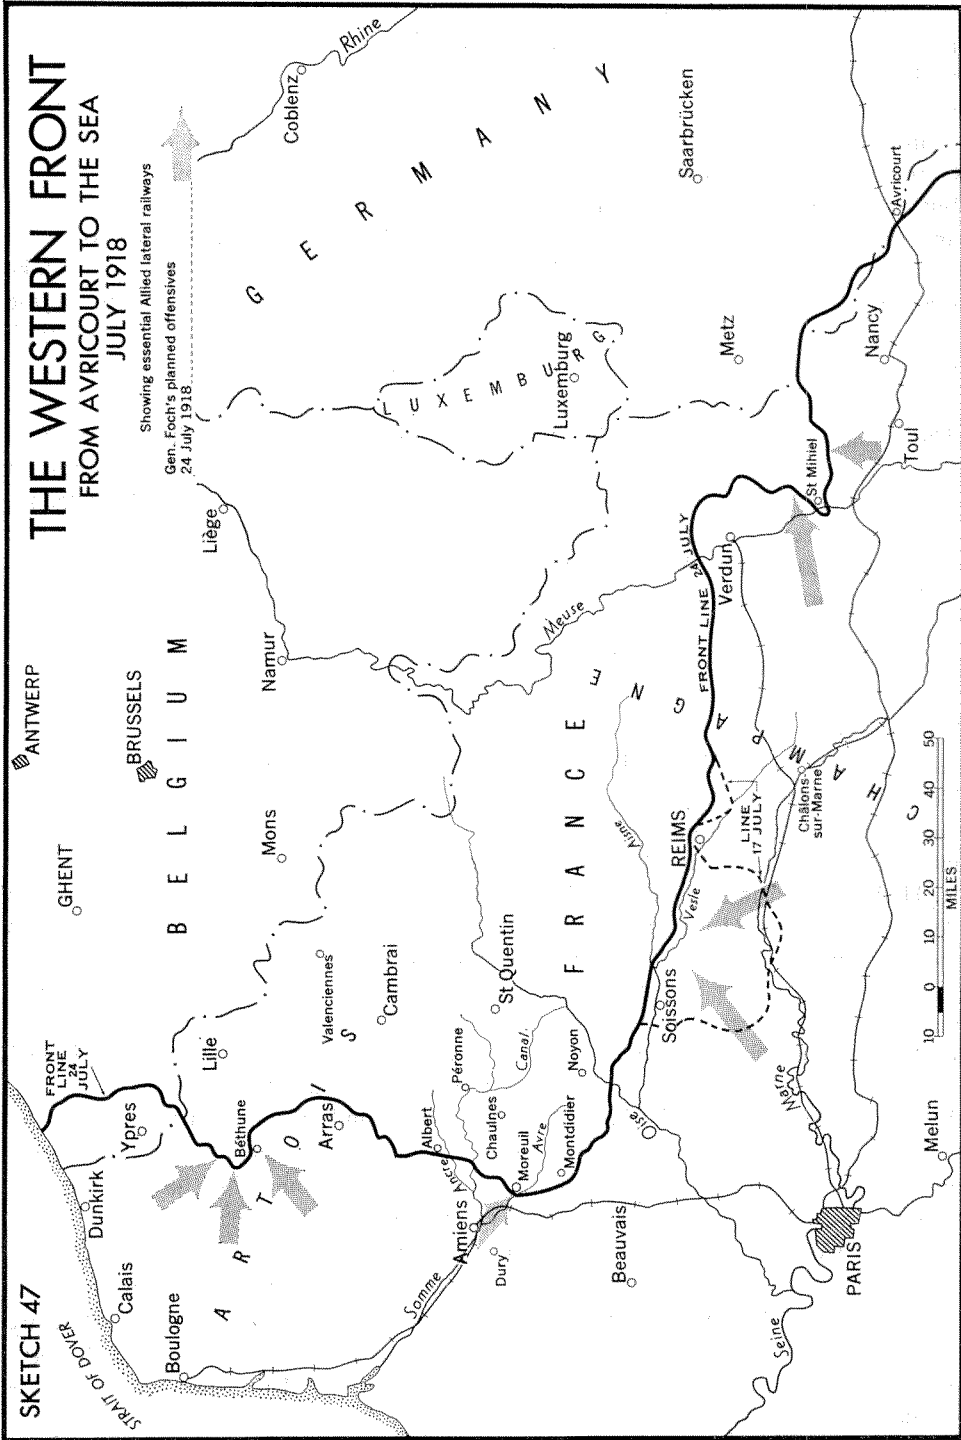 SKETCH 47
THE WESTERN FRONT
FROM AVRICOURT TO THE SEA
JULY 1918
Showing essential Allied lateral railways
Gen. Foch's planned offensives
24 July 1918
STRAIT OF DOVER
Calais
Boulogne
Dunkirk
FRONT
LINE
24
JULY
Ypres
GHENT
ANTWERP
BRUSSELS
BELGIUM
Lille
Béthune
ARTOIS
Arras
Valenciennes
Cambrai
Mons
Namur
Liège
Rhine
Coblenz
GERMANY
LUXEMBURG
Luxemburg
Saarbrücken
Metz
Somme
Amiens
Ancre
Albert
Dury
Péronne
Chaulnes
Moreuil
Avre
Montdidier
Canal
Noyon
St Quentin
FRANCE
Beauvais
Oise
Soissons
Aisne
Vesle
REIMS
Meuse
FRONT LINE 24 JULY
Verdun
St Mihiel
Toul
Nancy
Avricourt
LINE
17 JULY
CHAMPAGNE
Châlons-
sur-Marne
Marne
PARIS
Seine
Melun
10 0 10 20 30 40 50
MILES